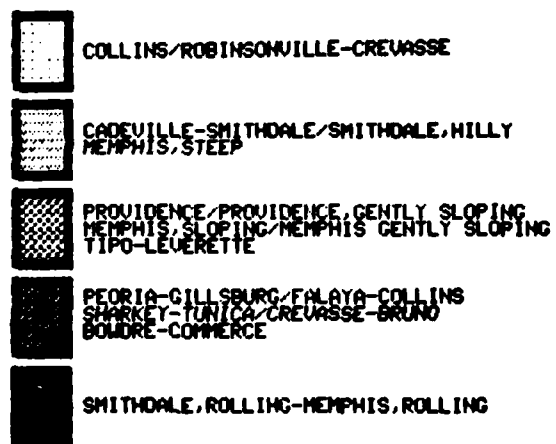 COLLINS/ROBINSONVILLE-CREVASSE
CADEVILLE-SMITHDALE/SMITHDALE,HILLY
MEMPHIS,STEEP
PROVIDENCE/PROVIDENCE,GENTLY SLOPING
MEMPHIS,SLOPING/MEMPHIS GENTLY SLOPING
TIPO-LEVERETTE
PEORIA-GILLSBURG/FALAYA-COLLINS
SHARKEY-TUNICA/CREVASSE-BRUNO
BOWDRE-COMMERCE
SMITHDALE,ROLLING-MEMPHIS,ROLLING